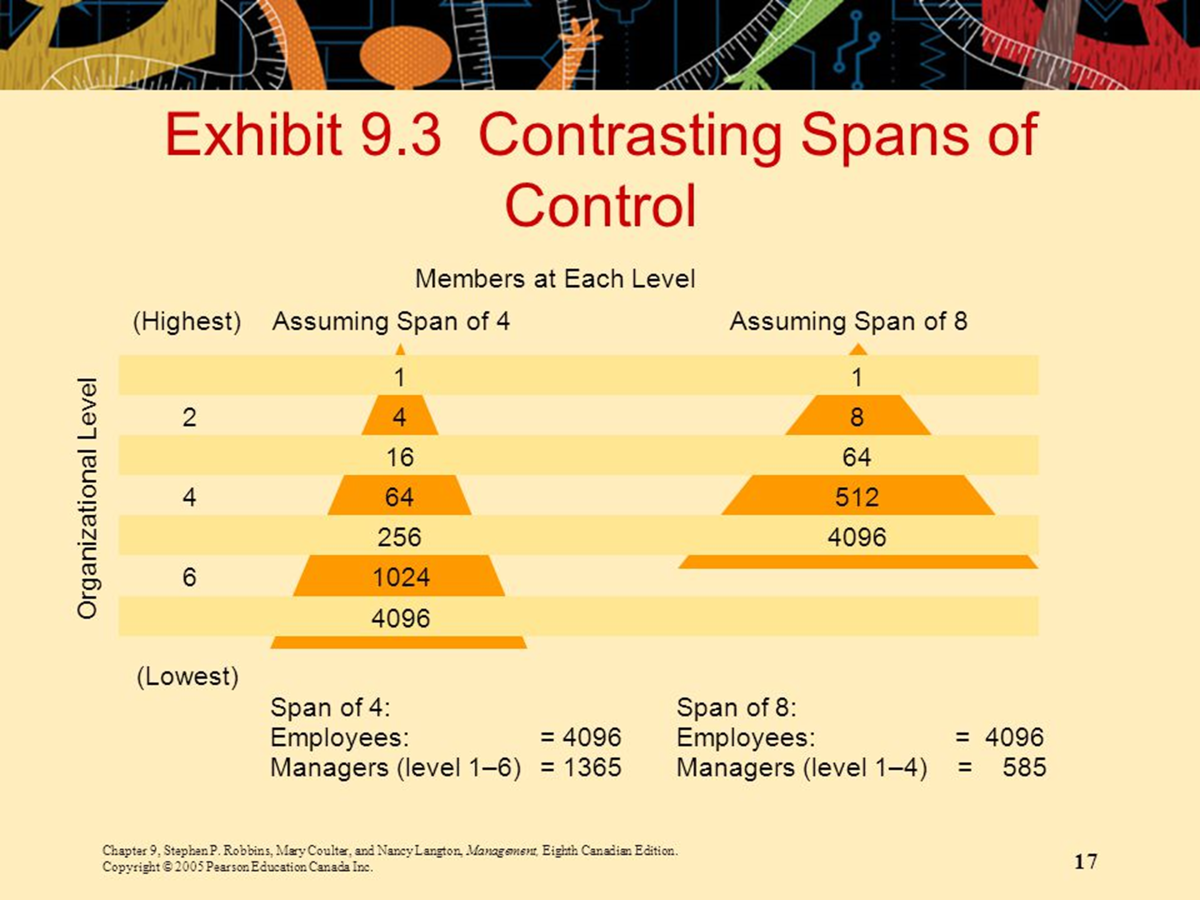 Exhibit 9.3 Contrasting Spans of
Control
Members at Each Level
(Highest) Assuming Span of 4 Assuming Span of 8
Organizational Level
1 1
2 4 8
16 64
4 64 512
256 4096
6 1024
4096
(Lowest)
Span of 4: Span of 8:
Employees: = 4096 Employees: = 4096
Managers (level 1–6) = 1365 Managers (level 1–4) = 585
Chapter 9, Stephen P. Robbins, Mary Coulter, and Nancy Langton, Management, Eighth Canadian Edition.
Copyright © 2005 Pearson Education Canada Inc.
17